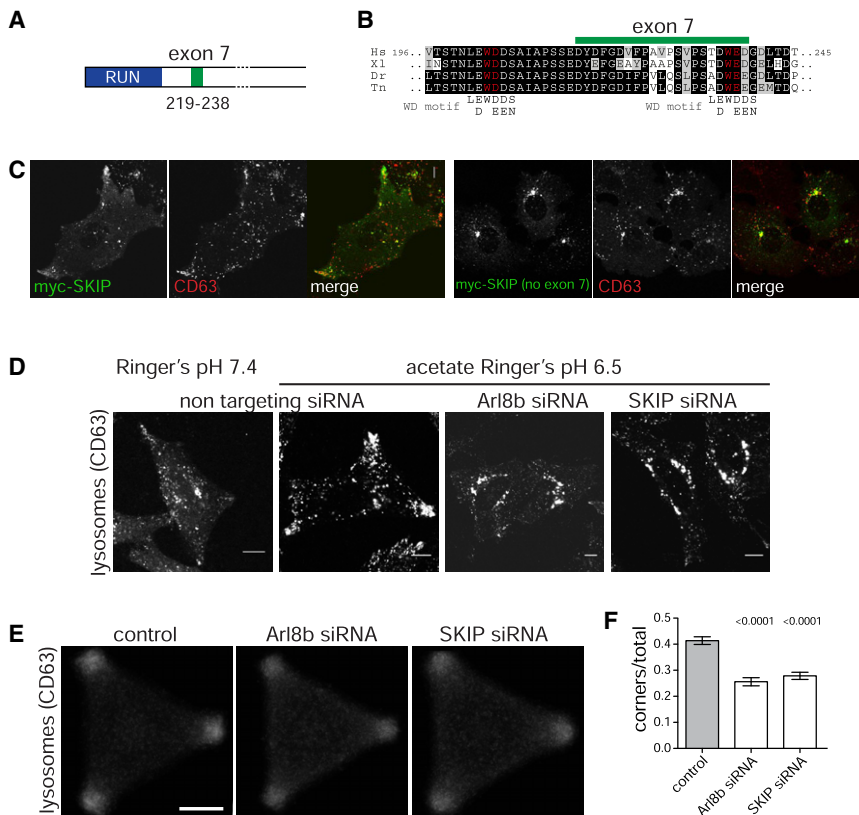 A
exon 7
RUN
219-238
B
exon 7
Hs 196..VTSTNLEWDDSAIAPSSEDYDFGDVFPAVPSVPSTDWEDGDLTDT..245
Xl ..INSTNLEWDDSAIAPSSEDYEFGEAYPAAPSVPSTDWEDGELHDG..
Dr ..LTSTNLEWDDSAIAPSSEDYDFGDIFPVLQSLPSTDWEEGDLTDP..
Tn ..LTSTNLEWDDSAIAPSSEDYDFGDIFPVLQSLPSADWEEGEMTDQ..
LEWDDS LEWDDS
WD motif WD motif
D EEN D EEN
C
myc-SKIP CD63 merge
myc-SKIP (no exon 7) CD63 merge
D
Ringer's pH 7.4 acetate Ringer's pH 6.5
non targeting siRNA Arl8b siRNA SKIP siRNA
lysosomes (CD63)
E
control Arl8b siRNA SKIP siRNA
lysosomes (CD63)
F
<0.0001 <0.0001
corners/total
0.5
0.4
0.3
0.2
0.1
0.0
control
Arl8b siRNA
SKIP siRNA